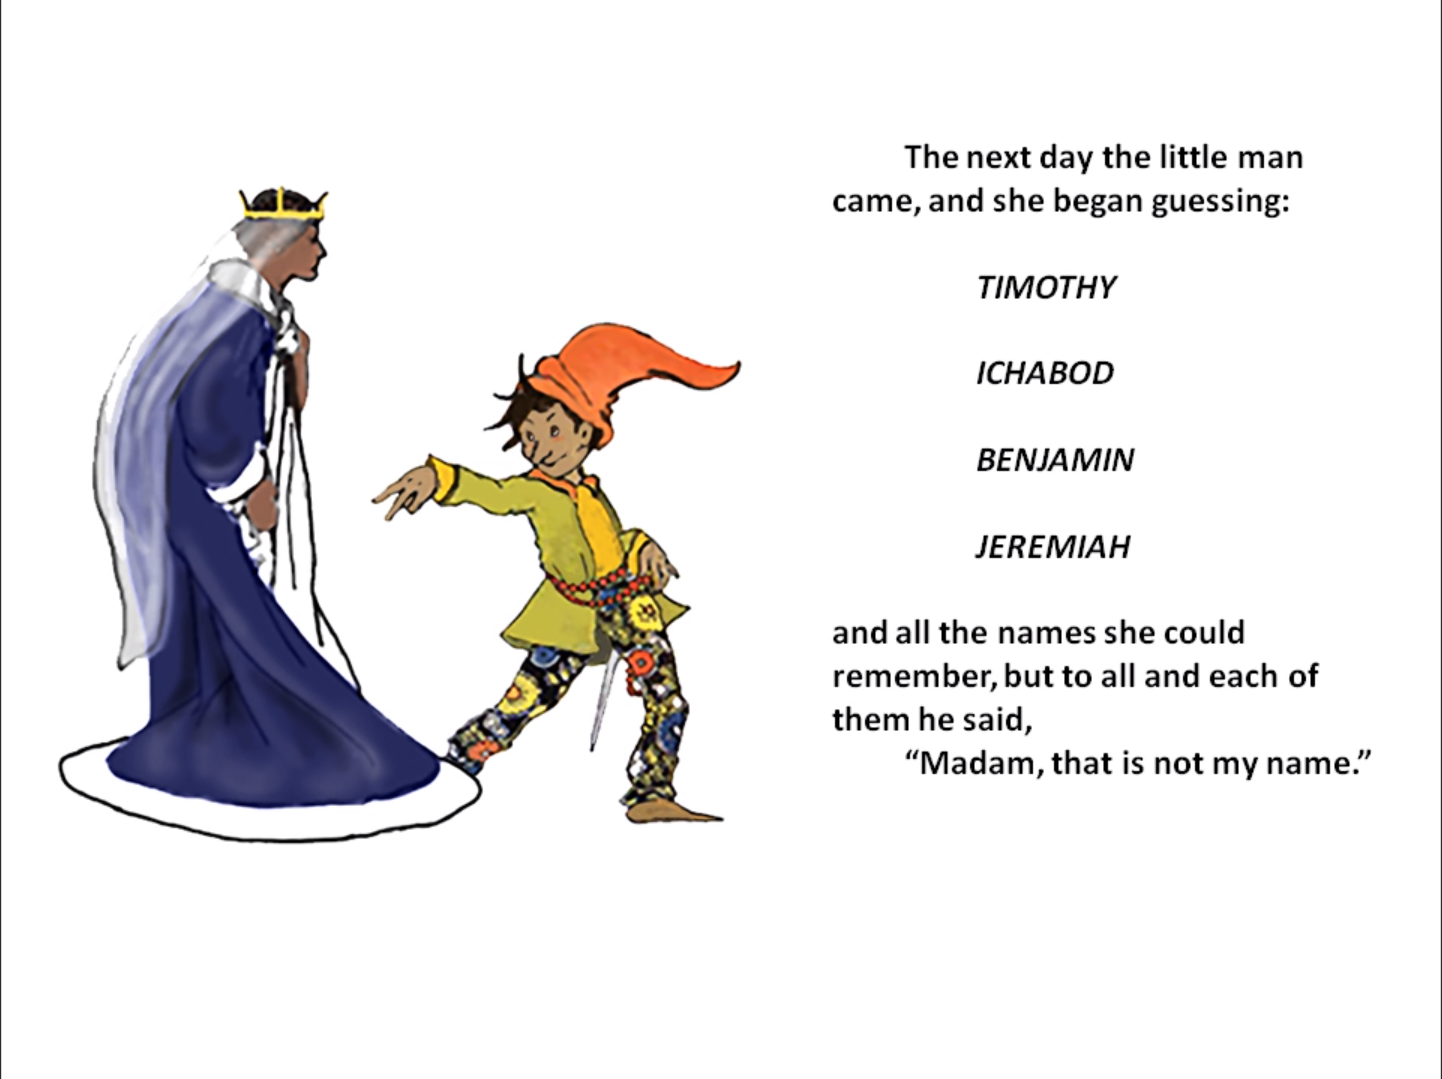 The next day the little man
came, and she began guessing:
TIMOTHY
ICHABOD
BENJAMIN
JEREMIAH
and all the names she could
remember, but to all and each of
them he said,
“Madam, that is not my name.”